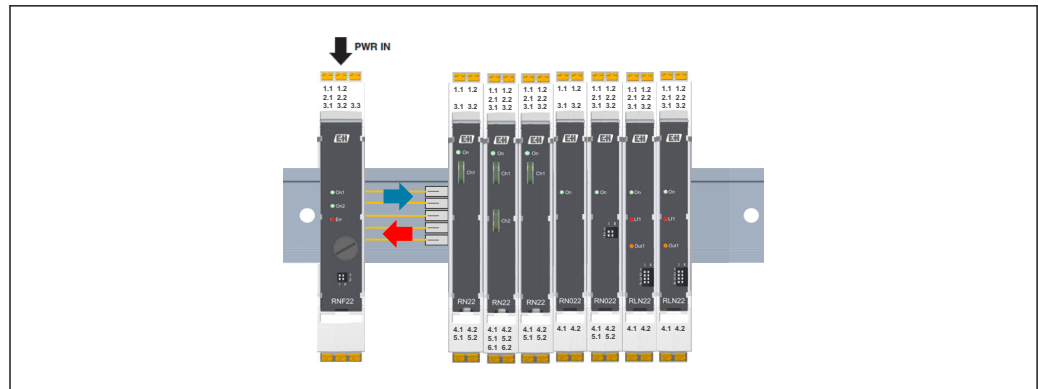 PWR IN
1.1 1.2
2.1 2.2
3.1 3.2 3.3
E+H
On1
On2
Err
I II
RNF22
1.1 1.2
3.1 3.2
E+H
On
Ch1
RN22
4.1 4.2
5.1 5.2
1.1 1.2
2.1 2.2
3.1 3.2
E+H
On
Ch1
Ch2
RN22
4.1 4.2
5.1 5.2
6.1 6.2
1.1 1.2
2.1 2.2
3.1 3.2
E+H
On
Ch1
RN22
4.1 4.2
5.1 5.2
1.1 1.2
3.1 3.2
E+H
On
RNO22
4.1 4.2
1.1 1.2
2.1 2.2
3.1 3.2
E+H
On
I II
RNO22
4.1 4.2
5.1 5.2
1.1 1.2
2.1 2.2
3.1 3.2
E+H
On
Lf1
Out1
RLN22
4.1 4.2
1.1 1.2
2.1 2.2
3.1 3.2
E+H
On
Lf1
Out1
RLN22
4.1 4.2